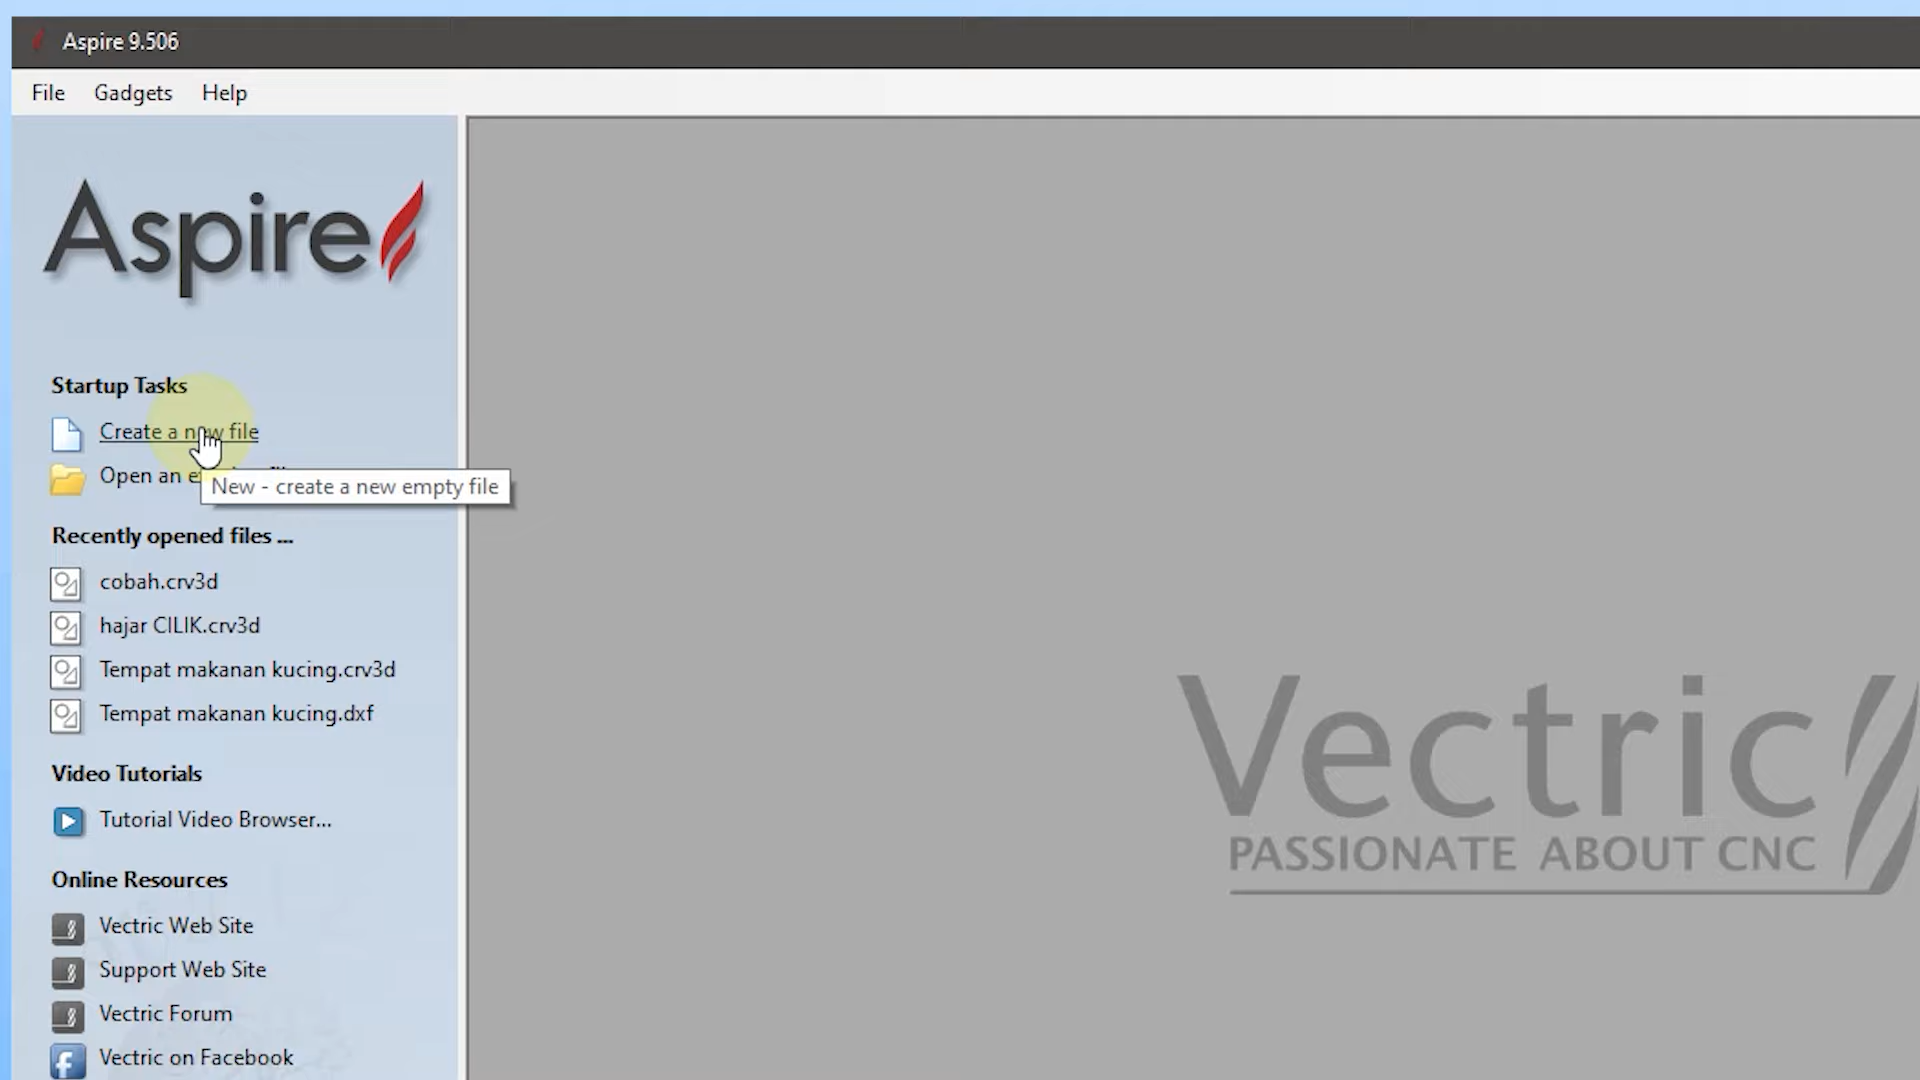 Aspire 9.506
File Gadgets Help
Aspire
Startup Tasks
Create a new file
Open an
New - create a new empty file
Recently opened files ...
cobah.crv3d
hajar CILIK.crv3d
Tempat makanan kucing.crv3d
Tempat makanan kucing.dxf
Video Tutorials
Tutorial Video Browser...
Online Resources
Vectric Web Site
Support Web Site
Vectric Forum
Vectric on Facebook
Vectric
PASSIONATE ABOUT CNC